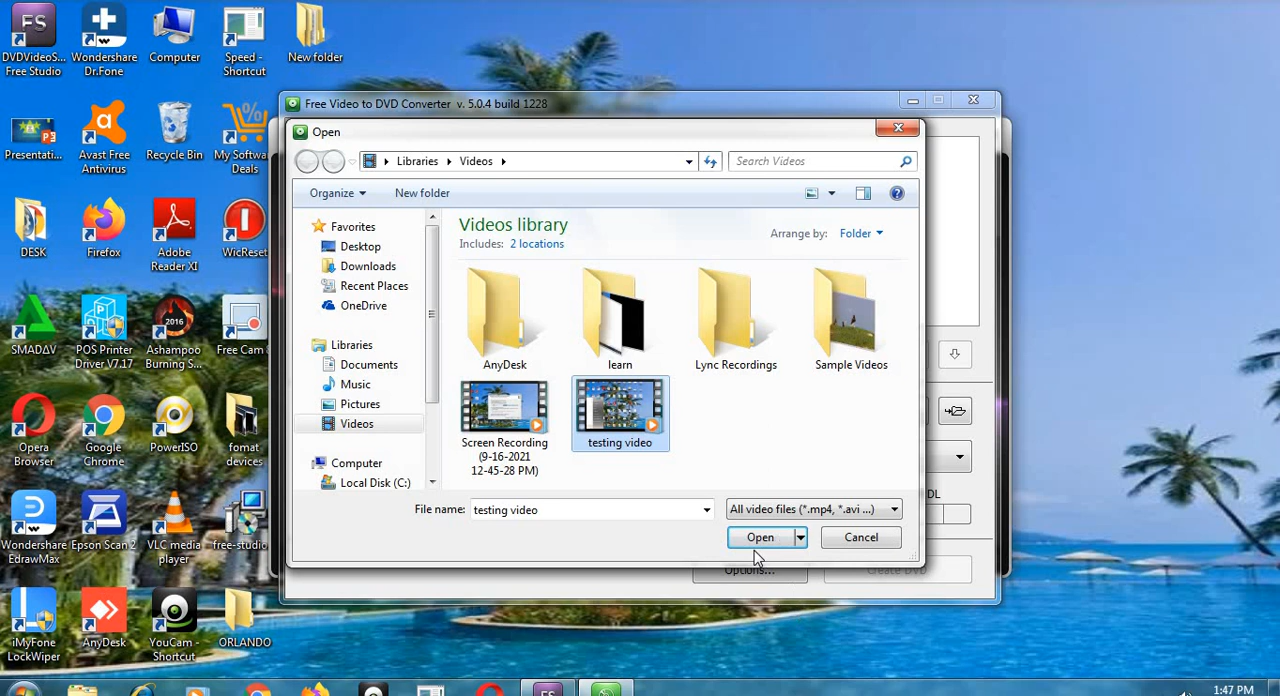 DVDVideoS...
Free Studio
Wondershare
Dr.Fone
Computer
Speed -
Shortcut
New folder
Presentati...
Avast Free
Antivirus
Recycle Bin
My Softwa
Deals
DESK
Firefox
Adobe
Reader XI
WicReset
SMADΔV
POS Printer
Driver V7.17
2016
Ashampoo
Burning S...
Free Cam 8
Opera
Browser
Google
Chrome
PowerISO
fomat
devices
Wondershare
EdrawMax
Epson Scan 2
VLC media
player
free-studio
iMyFone
LockWiper
AnyDesk
YouCam -
Shortcut
ORLANDO
Free Video to DVD Converter v. 5.0.4 build 1228
Open
Libraries
Videos
Search Videos
Organize
New folder
Favorites
Desktop
Downloads
Recent Places
OneDrive
Libraries
Documents
Music
Pictures
Videos
Computer
Local Disk (C:)
Videos library
Includes: 2 locations
Arrange by: Folder
AnyDesk
learn
Lync Recordings
Sample Videos
Screen Recording
(9-16-2021
12-45-28 PM)
testing video
File name:
testing video
All video files (*.mp4, *.avi ...)
Open
Cancel
DL
Options...
Create DVD
FS
FS
1:47 PM